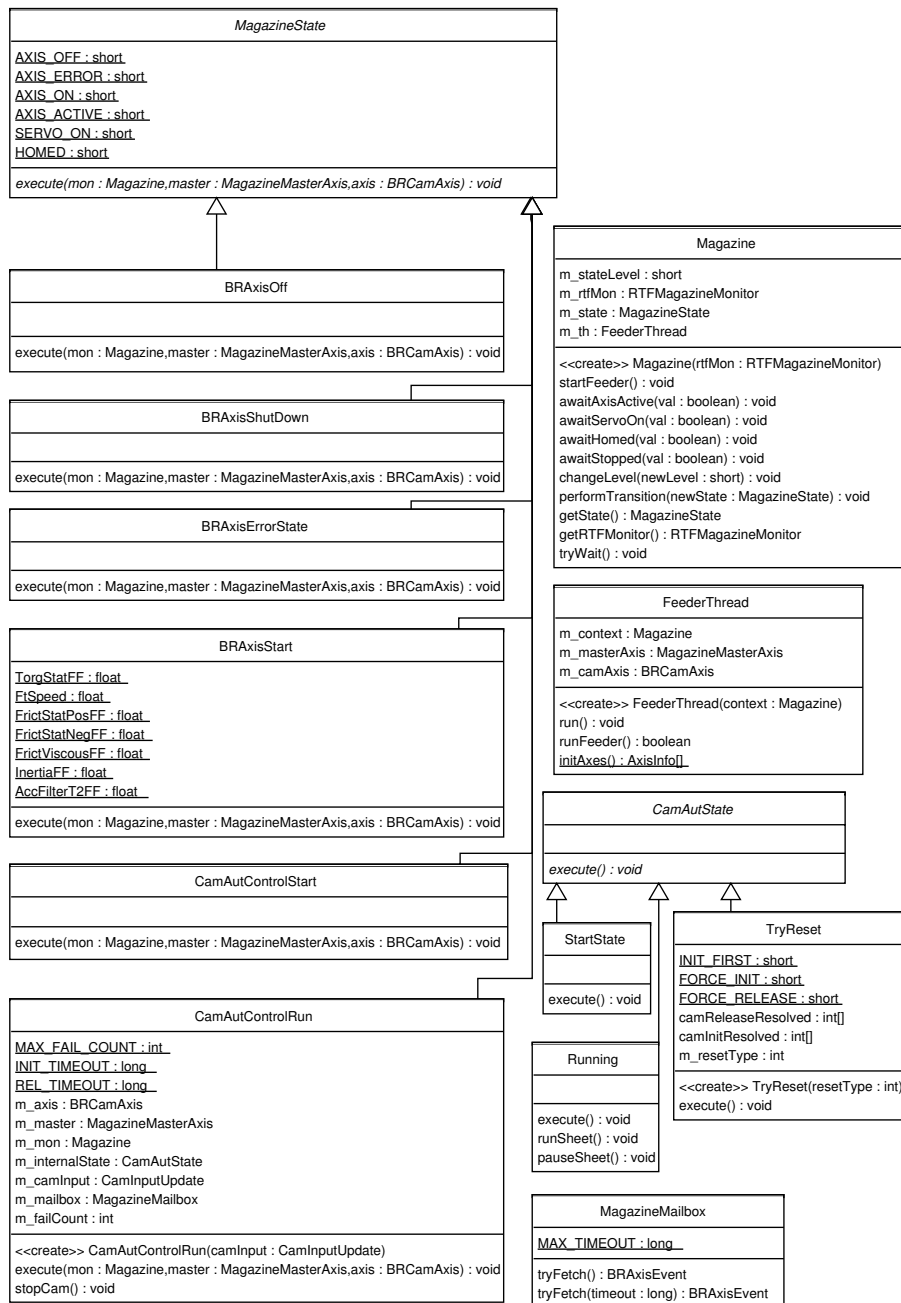 MagazineState
AXIS_OFF : short
AXIS_ERROR : short
AXIS_ON : short
AXIS_ACTIVE : short
SERVO_ON : short
HOMED : short
execute(mon : Magazine,master : MagazineMasterAxis,axis : BRCamAxis) : void
BRAxisOff
execute(mon : Magazine,master : MagazineMasterAxis,axis : BRCamAxis) : void
BRAxisShutDown
execute(mon : Magazine,master : MagazineMasterAxis,axis : BRCamAxis) : void
BRAxisErrorState
execute(mon : Magazine,master : MagazineMasterAxis,axis : BRCamAxis) : void
BRAxisStart
TorgStatFF : float
FtSpeed : float
FrictStatPosFF : float
FrictStatNegFF : float
FrictViscousFF : float
InertiaFF : float
AccFilterT2FF : float
execute(mon : Magazine,master : MagazineMasterAxis,axis : BRCamAxis) : void
CamAutControlStart
execute(mon : Magazine,master : MagazineMasterAxis,axis : BRCamAxis) : void
CamAutControlRun
MAX_FAIL_COUNT : int
INIT_TIMEOUT : long
REL_TIMEOUT : long
m_axis : BRCamAxis
m_master : MagazineMasterAxis
m_mon : Magazine
m_internalState : CamAutState
m_camInput : CamInputUpdate
m_mailbox : MagazineMailbox
m_failCount : int
<<create>> CamAutControlRun(camInput : CamInputUpdate)
execute(mon : Magazine,master : MagazineMasterAxis,axis : BRCamAxis) : void
stopCam() : void
Magazine
m_stateLevel : short
m_rtfMon : RTFMagazineMonitor
m_state : MagazineState
m_th : FeederThread
<<create>> Magazine(rtfMon : RTFMagazineMonitor)
startFeeder() : void
awaitAxisActive(val : boolean) : void
awaitServoOn(val : boolean) : void
awaitHomed(val : boolean) : void
awaitStopped(val : boolean) : void
changeLevel(newLevel : short) : void
performTransition(newState : MagazineState) : void
getState() : MagazineState
getRTFMonitor() : RTFMagazineMonitor
tryWait() : void
FeederThread
m_context : Magazine
m_masterAxis : MagazineMasterAxis
m_camAxis : BRCamAxis
<<create>> FeederThread(context : Magazine)
run() : void
runFeeder() : boolean
initAxes() : AxisInfo[]
CamAutState
execute() : void
StartState
execute() : void
TryReset
INIT_FIRST : short
FORCE_INIT : short
FORCE_RELEASE : short
camReleaseResolved : int[]
camInitResolved : int[]
m_resetType : int
<<create>> TryReset(resetType : int)
execute() : void
Running
execute() : void
runSheet() : void
pauseSheet() : void
MagazineMailbox
MAX_TIMEOUT : long
tryFetch() : BRAxisEvent
tryFetch(timeout : long) : BRAxisEvent